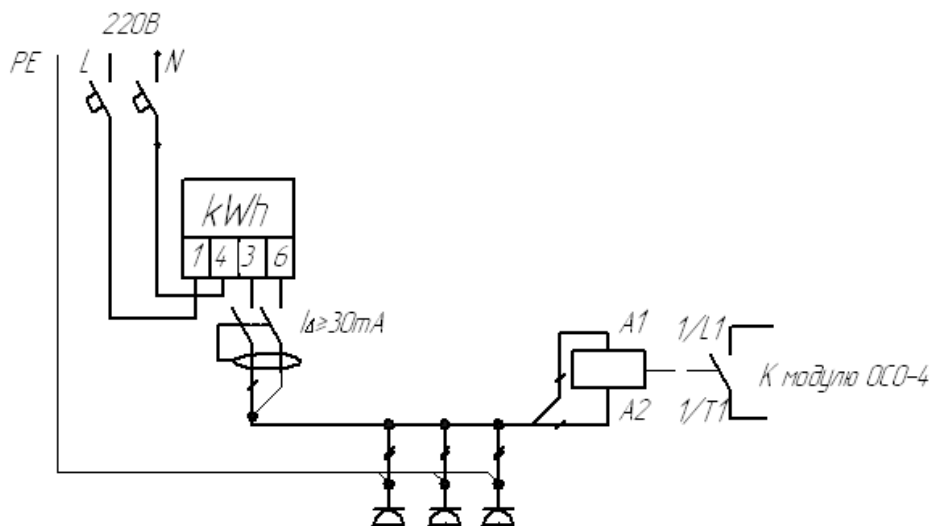 220В
PE L N
kWh
1 4 3 6
IΔ≥30mA
A1 1/L1
К модулю ОСО-4
A2 1/T1